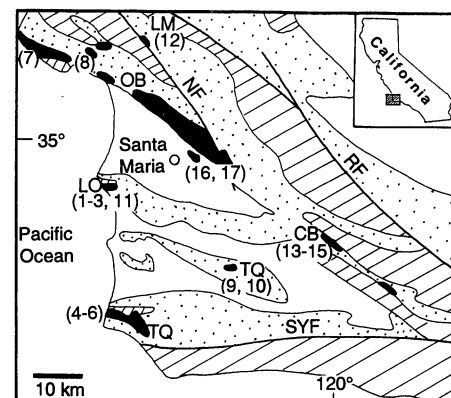 LM
(12)
California
(7)
(8)
OB
NF
35°
Santa
Maria
(16, 17)
RF
LO
(1-3, 11)
Pacific
Ocean
CB
(13-15)
TQ
(9, 10)
(4-6)
TQ
SYF
10 km
120°